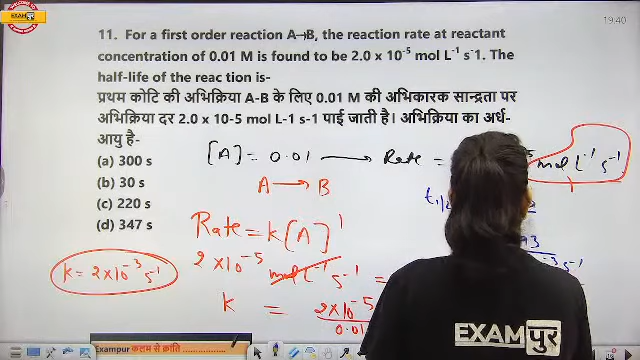 EXAMपुर
19:40
11. For a first order reaction A→B, the reaction rate at reactant
concentration of 0.01 M is found to be 2.0 x 10⁻⁵ mol L⁻¹ s⁻1. The
half-life of the reac tion is-
प्रथम कोटि की अभिक्रिया A-B के लिए 0.01 M की अभिकारक सान्द्रता पर
अभिक्रिया दर 2.0 x 10-5 mol L-1 s-1 पाई जाती है। अभिक्रिया का अर्ध-
आयु है-
(a) 300 s
(b) 30 s
(c) 220 s
(d) 347 s
[A] = 0.01 → Rate = mol L⁻¹ s⁻¹
A → B
Rate = k[A]¹
2 x 10⁻⁵ mol L⁻¹ s⁻¹ =
K = 2 x 10⁻³ s⁻¹
k = 2 x 10⁻⁵
0.01
EXAMपुर
Exampur कलम से क्रांति